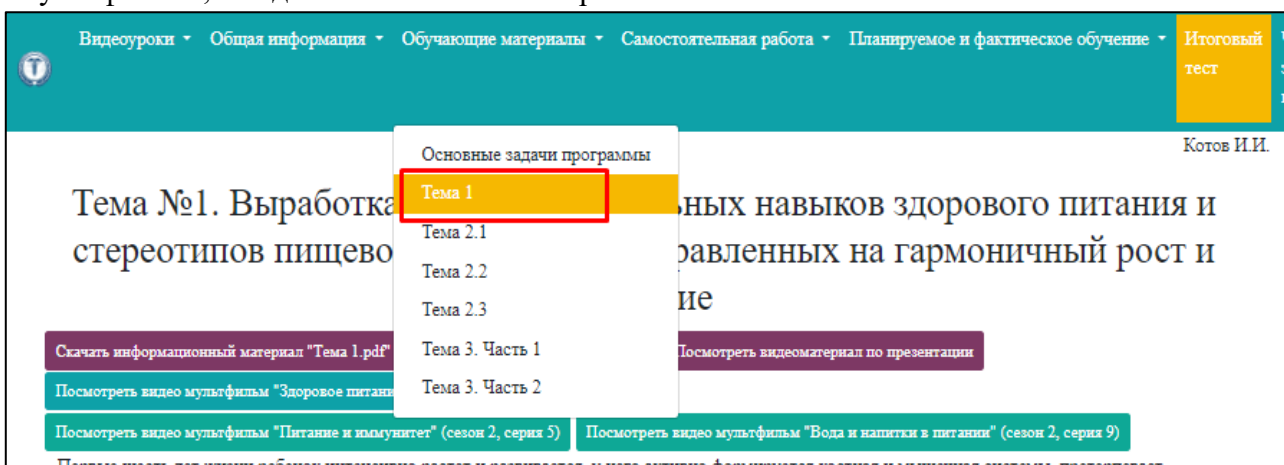 Видеоуроки Общая информация Обучающие материалы Самостоятельная работа Планируемое и фактическое обучение Итоговый
тест
Котов И.И.
Основные задачи программы
Тема 1
Тема 2.1
Тема 2.2
Тема 2.3
Тема 3. Часть 1
Тема 3. Часть 2
Тема №1. Выработка ьных навыков здорового питания и
стереотипов пищево равленных на гармоничный рост и
ие
Скачать информационный материал "Тема 1.pdf" Посмотреть видеоматериал по презентации
Посмотреть видео мультфильм "Здоровое питани
Посмотреть видео мультфильм "Питание и иммунитет" (сезон 2, серия 5) Посмотреть видео мультфильм "Вода и напитки в питании" (сезон 2, серия 9)